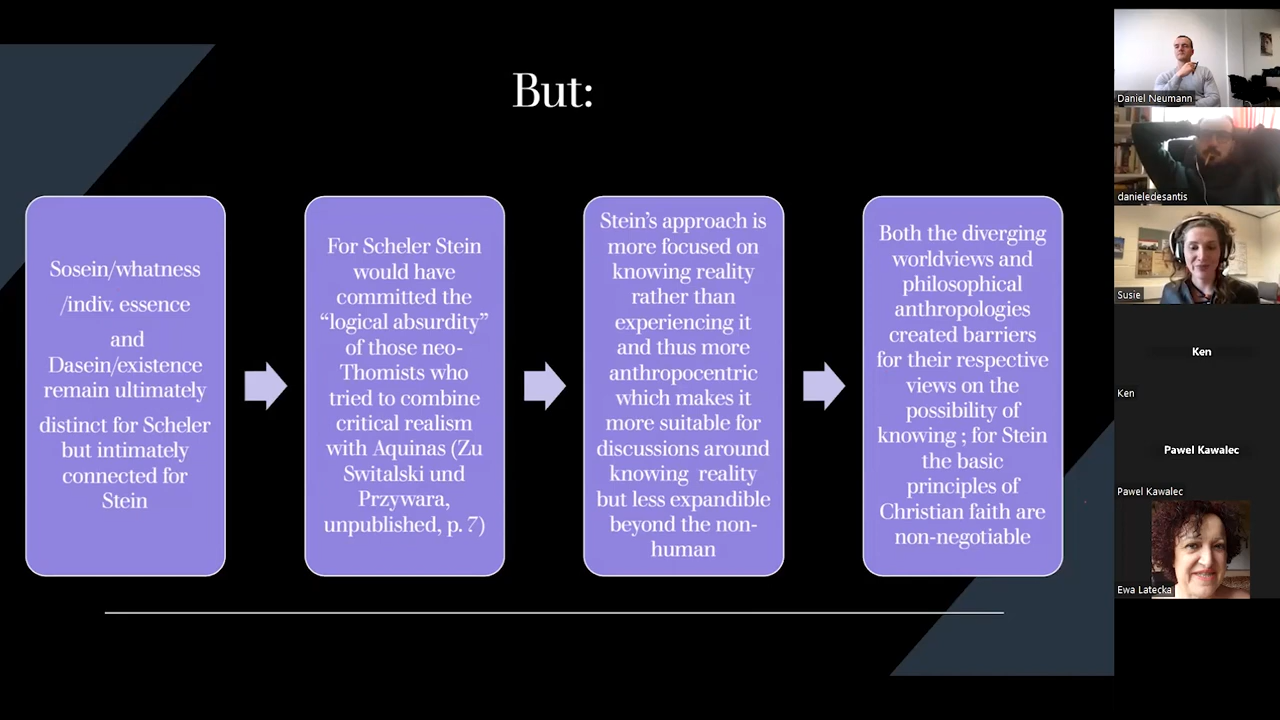 But:
Sosein/whatness
/indiv. essence
and
Dasein/existence
remain ultimately
distinct for Scheler
but intimately
connected for
Stein
For Scheler Stein
would have
committed the
“logical absurdity”
of those neo-
Thomists who
tried to combine
critical realism
with Aquinas (Zu
Switalski und
Przywara,
unpublished, p. 7)
Stein’s approach is
more focused on
knowing reality
rather than
experiencing it
and thus more
anthropocentric
which makes it
more suitable for
discussions around
knowing reality
but less expandible
beyond the non-
human
Both the diverging
worldviews and
philosophical
anthropologies
created barriers
for their respective
views on the
possibility of
knowing ; for Stein
the basic
principles of
Christian faith are
non-negotiable
Daniel Neumann
danieledesantis
Susie
Ken
Ken
Pawel Kawalec
Pawel Kawalec
Ewa Latecka